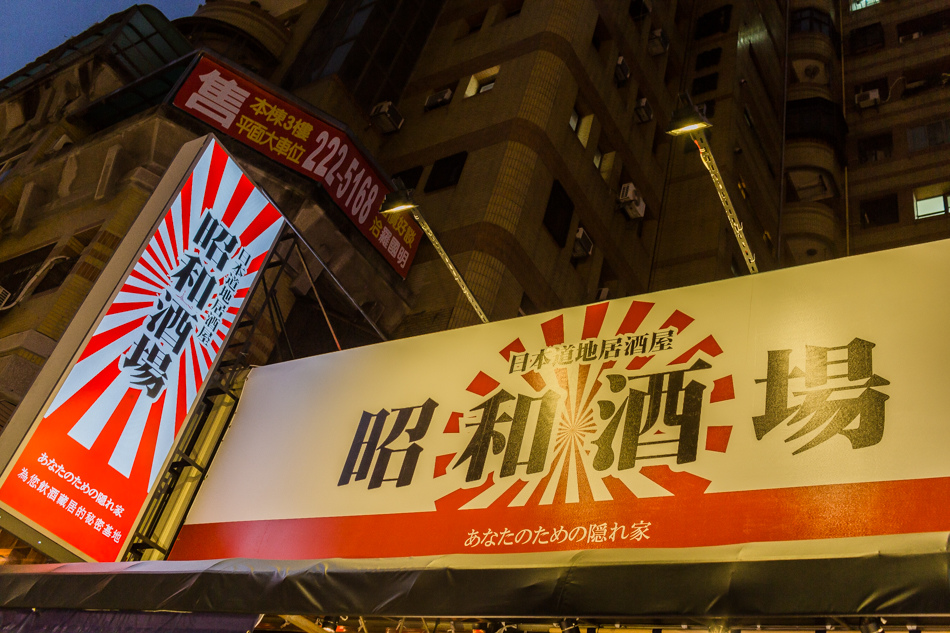 售
本棟3樓
平面大車位
222-5168
昭和酒場
日本道地居酒屋
あなたのための隠れ家
為您飲酒藏居的秘密基地
日本道地居酒屋
昭和酒場
あなたのための隠れ家